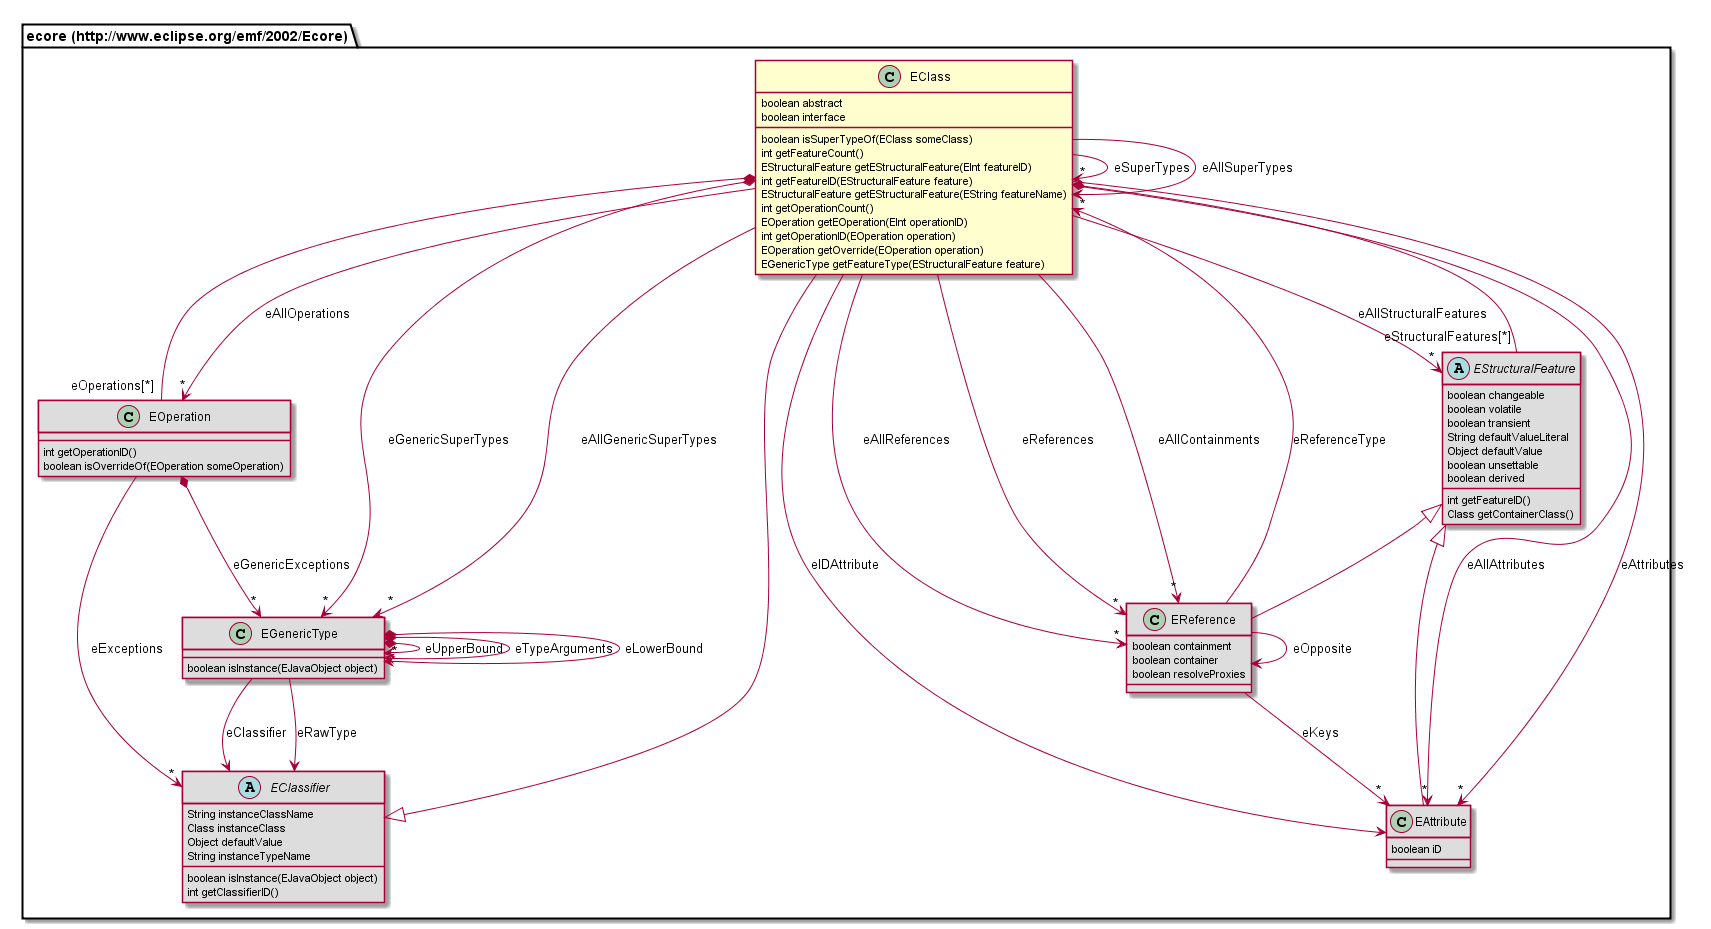 ecore (http://www.eclipse.org/emf/2002/Ecore)
C EClass
boolean abstract
boolean interface
boolean isSuperTypeOf(EClass someClass)
int getFeatureCount()
EStructuralFeature getEStructuralFeature(EInt featureID)
int getFeatureID(EStructuralFeature feature)
EStructuralFeature getEStructuralFeature(EString featureName)
int getOperationCount()
EOperation getEOperation(EInt operationID)
int getOperationID(EOperation operation)
EOperation getOverride(EOperation operation)
EGenericType getFeatureType(EStructuralFeature feature)
*
eSuperTypes
eAllSuperTypes
*
eAllOperations
eAllStructuralFeatures
eStructuralFeatures[*]
*
eOperations[*]
*
A EStructuralFeature
boolean changeable
boolean volatile
boolean transient
String defaultValueLiteral
Object defaultValue
boolean unsettable
boolean derived
int getFeatureID()
Class getContainerClass()
C EOperation
int getOperationID()
boolean isOverrideOf(EOperation someOperation)
eGenericSuperTypes
eAllGenericSuperTypes
eAllReferences
eReferences
eAllContainments
eReferenceType
eGenericExceptions
eIDAttribute
eAllAttributes
eAttributes
*
*
*
*
*
*
C EGenericType
boolean isInstance(EJavaObject object)
*
eUpperBound
eTypeArguments
eLowerBound
C EReference
boolean containment
boolean container
boolean resolveProxies
eOpposite
eExceptions
eClassifier
eRawType
eKeys
*
*
*
*
A EClassifier
String instanceClassName
Class instanceClass
Object defaultValue
String instanceTypeName
boolean isInstance(EJavaObject object)
int getClassifierID()
C EAttribute
boolean iD